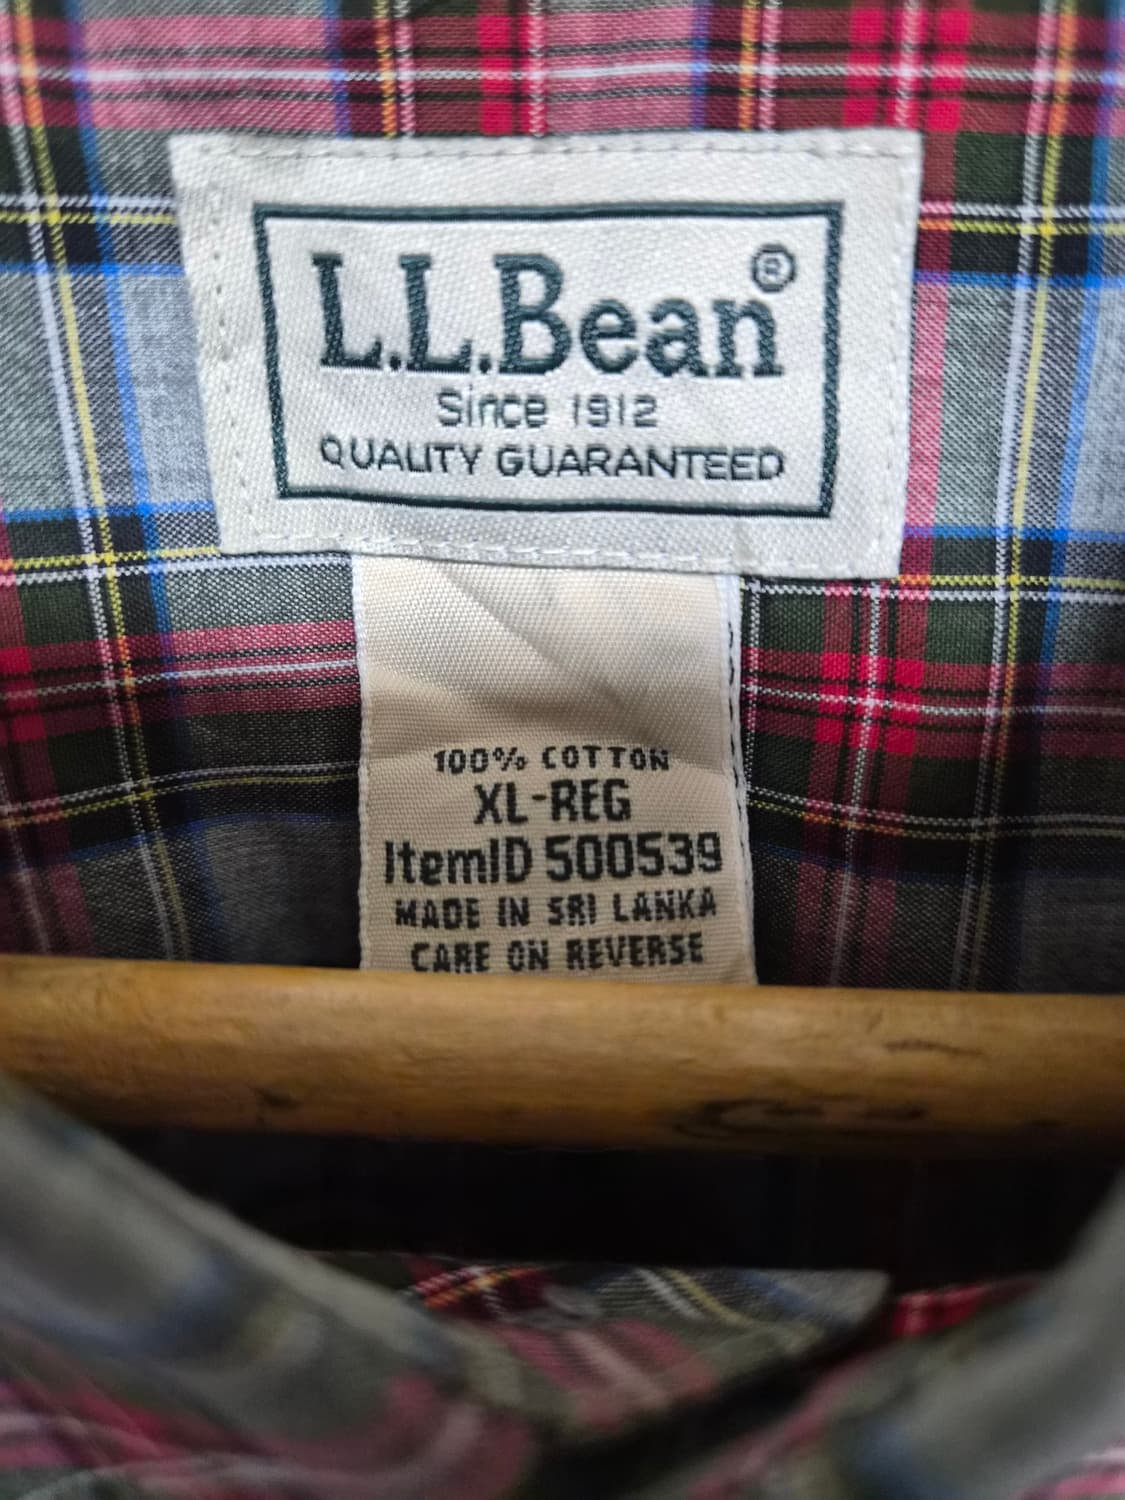 L.L.Bean®
Since 1912
QUALITY GUARANTEED
100% COTTON
XL-REG
ItemID 500539
MADE IN SRI LANKA
CARE ON REVERSE